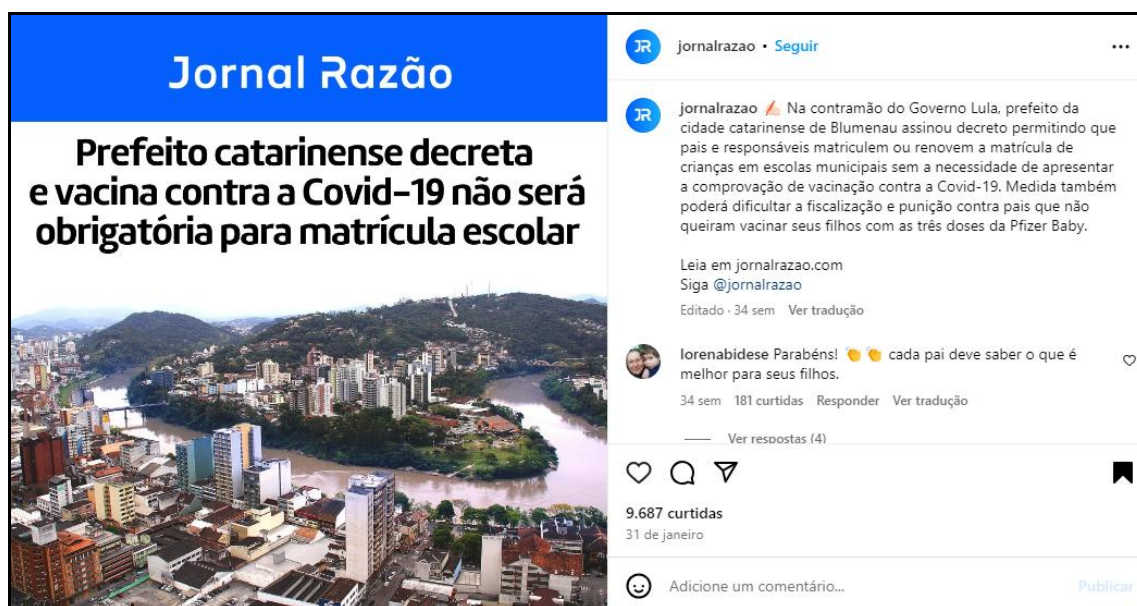 Jornal Razão
Prefeito catarinense decreta
e vacina contra a Covid-19 não será
obrigatória para matrícula escolar
JR
jornalrazao • Seguir
JR
jornalrazao ✍🏻 Na contramão do Governo Lula, prefeito da
cidade catarinense de Blumenau assinou decreto permitindo que
pais e responsáveis matriculem ou renovem a matrícula de
crianças em escolas municipais sem a necessidade de apresentar
a comprovação de vacinação contra a Covid-19. Medida também
poderá dificultar a fiscalização e punição contra pais que não
queiram vacinar seus filhos com as três doses da Pfizer Baby.
Leia em jornalrazao.com
Siga @jornalrazao
Editado · 34 sem Ver tradução
lorenabidese Parabéns! 👏 👏 cada pai deve saber o que é
melhor para seus filhos.
34 sem 181 curtidas Responder Ver tradução
Ver respostas (4)
9.687 curtidas
31 de janeiro
Adicione um comentário...
Publicar